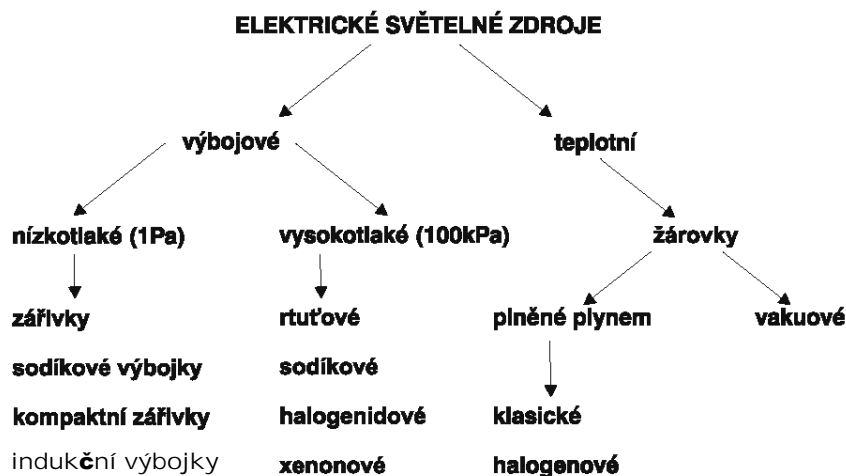 ELEKTRICKÉ SVĚTELNÉ ZDROJE
výbojové teplotní
nízkotlaké (1Pa) vysokotlaké (100kPa) žárovky
zářivky rtuťové plněné plynem vakuové
sodíkové výbojky sodíkové
kompaktní zářivky halogenidové klasické
indukční výbojky xenonové halogenové